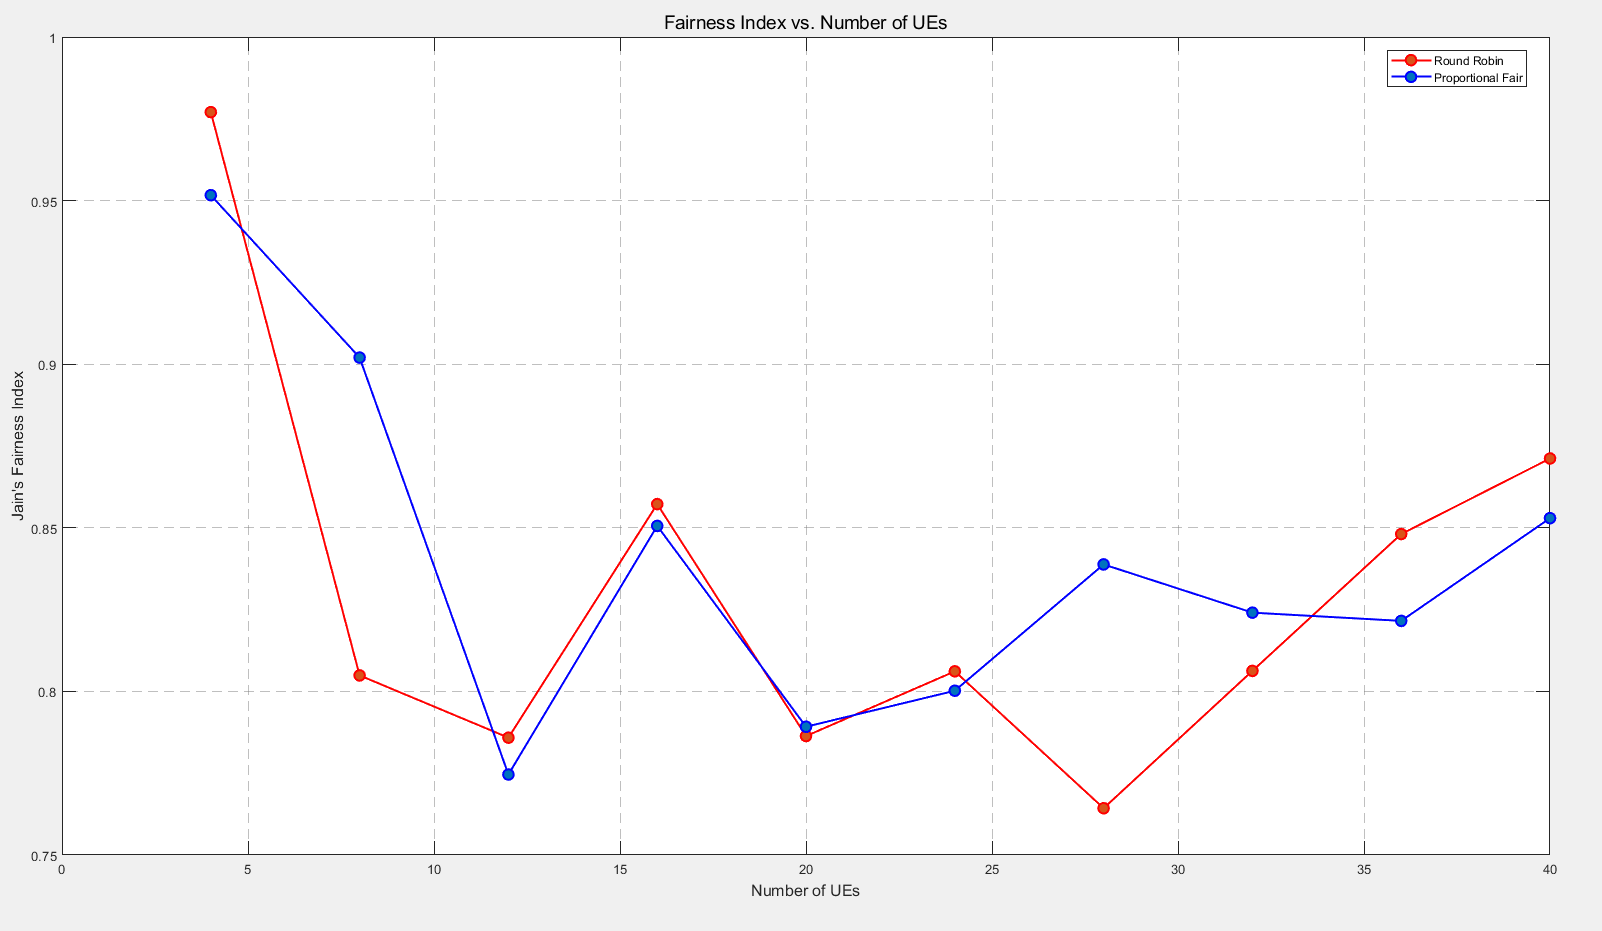 Fairness Index vs. Number of UEs
Round Robin
Proportional Fair
Jain's Fairness Index
1
0.95
0.9
0.85
0.8
0.75
0 5 10 15 20 25 30 35 40
Number of UEs